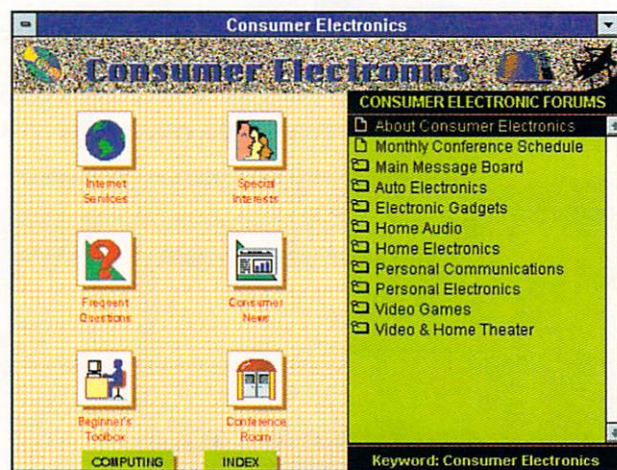 Consumer Electronics
Consumer Electronics
Internet
Services
Special
Interests
Frequent
Questions
Consumer
News
Beginner's
Toolbox
Conference
Room
COMPUTING
INDEX
CONSUMER ELECTRONIC FORUMS
About Consumer Electronics
Monthly Conference Schedule
Main Message Board
Auto Electronics
Electronic Gadgets
Home Audio
Home Electronics
Personal Communications
Personal Electronics
Video Games
Video & Home Theater
Keyword: Consumer Electronics